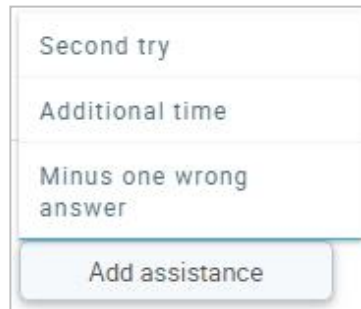 Second try
Additional time
Minus one wrong
answer
Add assistance